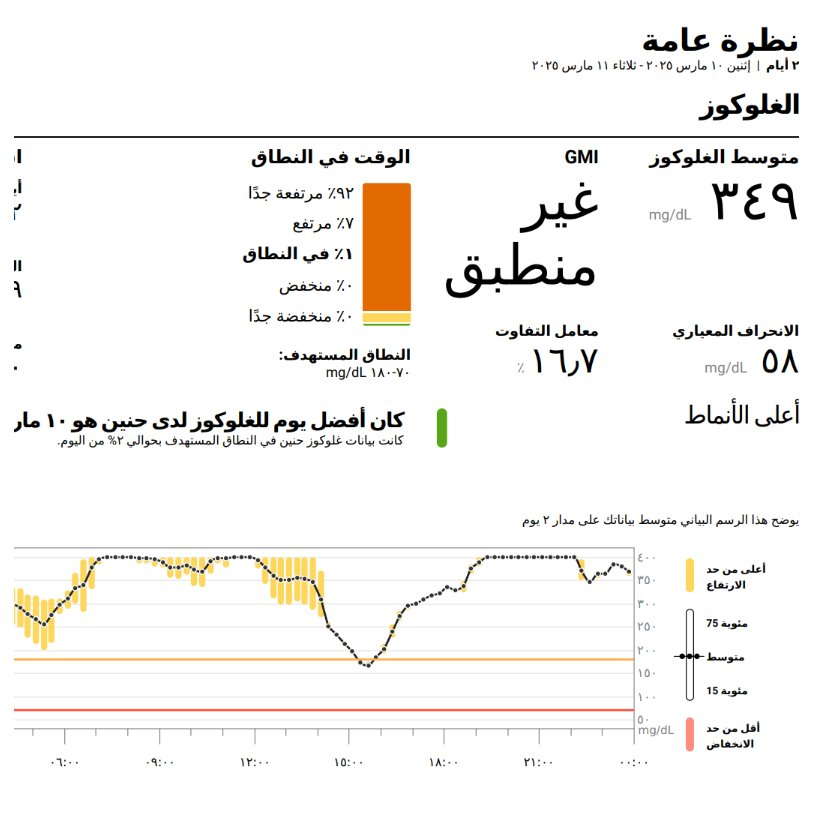 نظرة عامة
٢ أيام | إثنين ١٠ مارس ٢٠٢٥ - ثلاثاء ١١ مارس ٢٠٢٥
الغلوكوز
متوسط الغلوكوز
٣٤٩ mg/dL
الانحراف المعياري
٥٨ mg/dL
GMI
غير
منطبق
معامل التفاوت
١٦٫٧ ٪
الوقت في النطاق
٩٢٪ مرتفعة جدًا
٧٪ مرتفع
١٪ في النطاق
٠٪ منخفض
٠٪ منخفضة جدًا
النطاق المستهدف:
٧٠-١٨٠ mg/dL
أعلى الأنماط
كان أفضل يوم للغلوكوز لدى حنين هو ١٠
كانت بيانات غلوكوز حنين في النطاق المستهدف بحوالي ٢% من اليوم.
يوضح هذا الرسم البياني متوسط بياناتك على مدار ٢ يوم
أعلى من حد
الارتفاع
75 مئوية
متوسط
15 مئوية
أقل من حد
الانخفاض
٤٠٠
٣٥٠
٣٠٠
٢٥٠
٢٠٠
١٥٠
١٠٠
٥٠
mg/dL
٠٦:٠٠ ٠٩:٠٠ ١٢:٠٠ ١٥:٠٠ ١٨:٠٠ ٢١:٠٠ ٠٠:٠٠